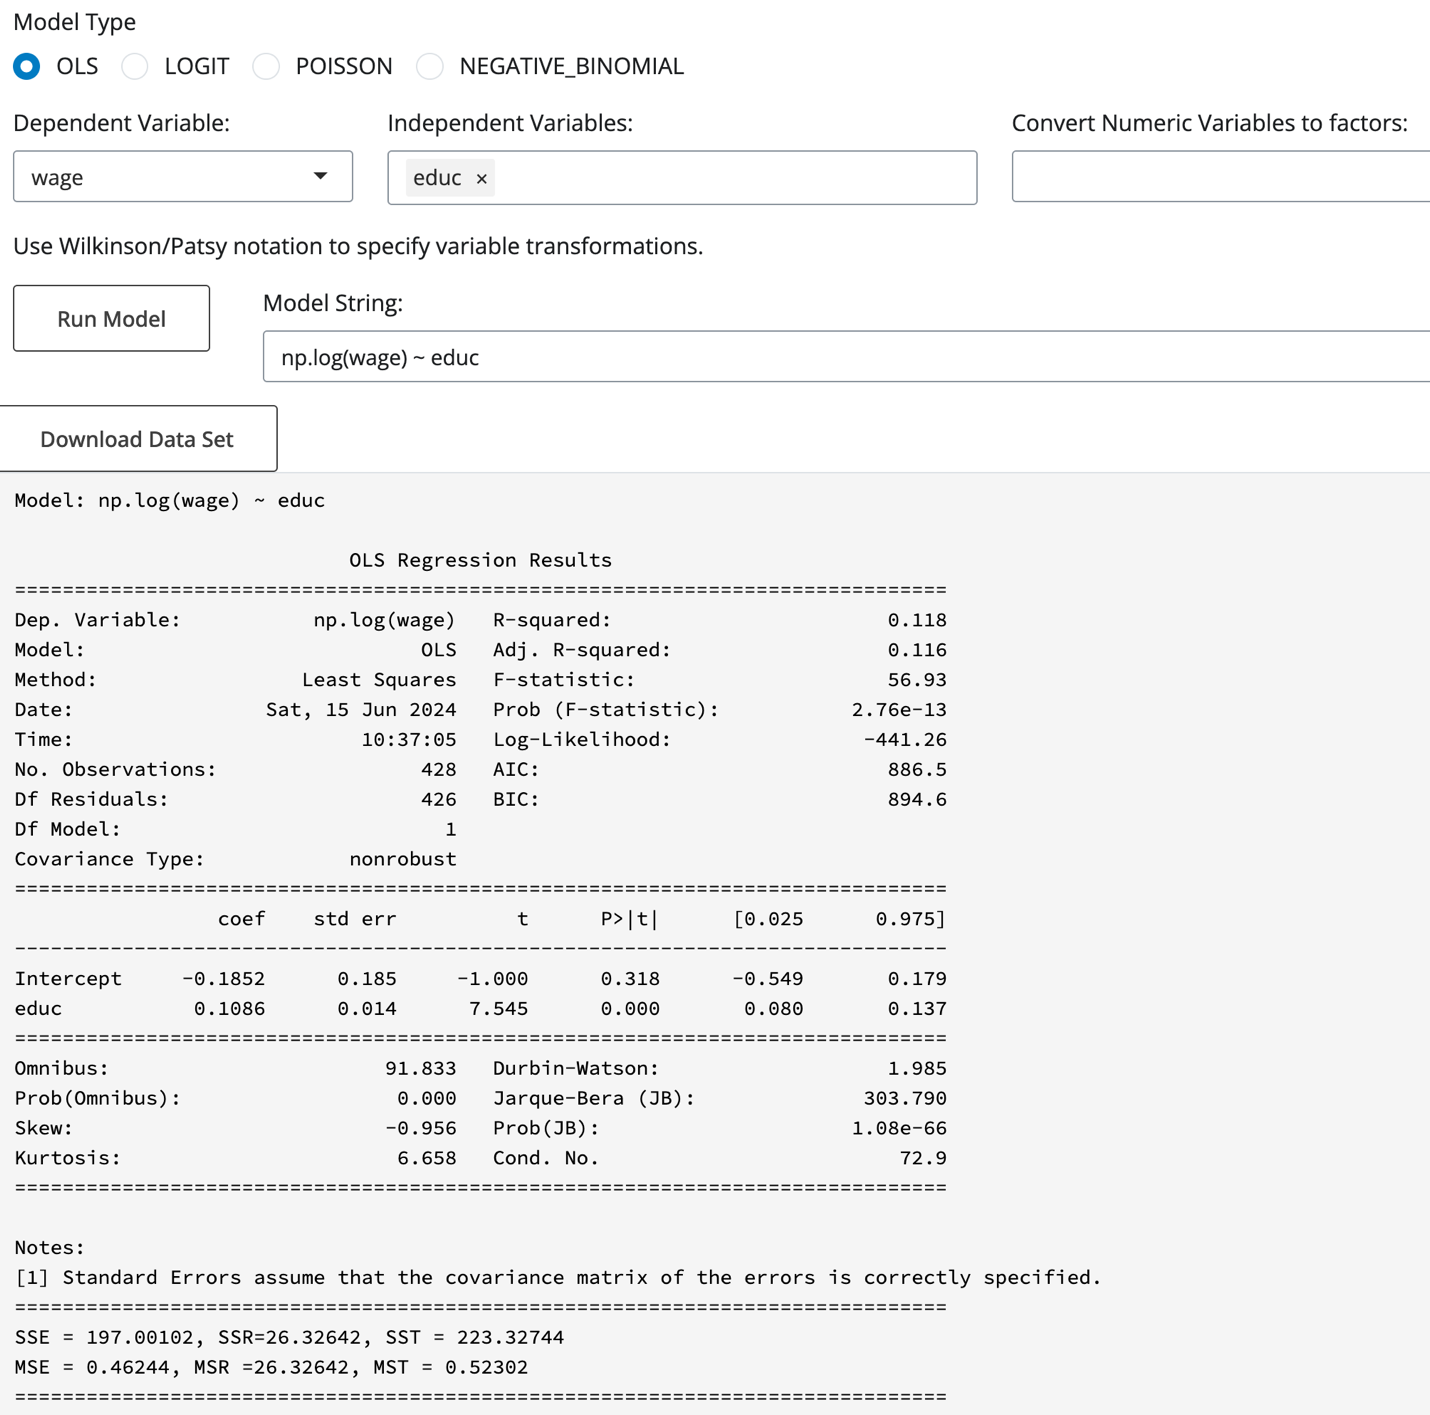 Model Type
OLS LOGIT POISSON NEGATIVE_BINOMIAL
Dependent Variable: Independent Variables: Convert Numeric Variables to factors:
wage educ ×
Use Wilkinson/Patsy notation to specify variable transformations.
Run Model Model String:
np.log(wage) ~ educ
Download Data Set
Model: np.log(wage) ~ educ
OLS Regression Results
==============================================================================
Dep. Variable: np.log(wage) R-squared: 0.118
Model: OLS Adj. R-squared: 0.116
Method: Least Squares F-statistic: 56.93
Date: Sat, 15 Jun 2024 Prob (F-statistic): 2.76e-13
Time: 10:37:05 Log-Likelihood: -441.26
No. Observations: 428 AIC: 886.5
Df Residuals: 426 BIC: 894.6
Df Model: 1
Covariance Type: nonrobust
==============================================================================
coef std err t P>|t| [0.025 0.975]
------------------------------------------------------------------------------
Intercept -0.1852 0.185 -1.000 0.318 -0.549 0.179
educ 0.1086 0.014 7.545 0.000 0.080 0.137
==============================================================================
Omnibus: 91.833 Durbin-Watson: 1.985
Prob(Omnibus): 0.000 Jarque-Bera (JB): 303.790
Skew: -0.956 Prob(JB): 1.08e-66
Kurtosis: 6.658 Cond. No. 72.9
==============================================================================
Notes:
[1] Standard Errors assume that the covariance matrix of the errors is correctly specified.
==============================================================================
SSE = 197.00102, SSR=26.32642, SST = 223.32744
MSE = 0.46244, MSR =26.32642, MST = 0.52302
==============================================================================